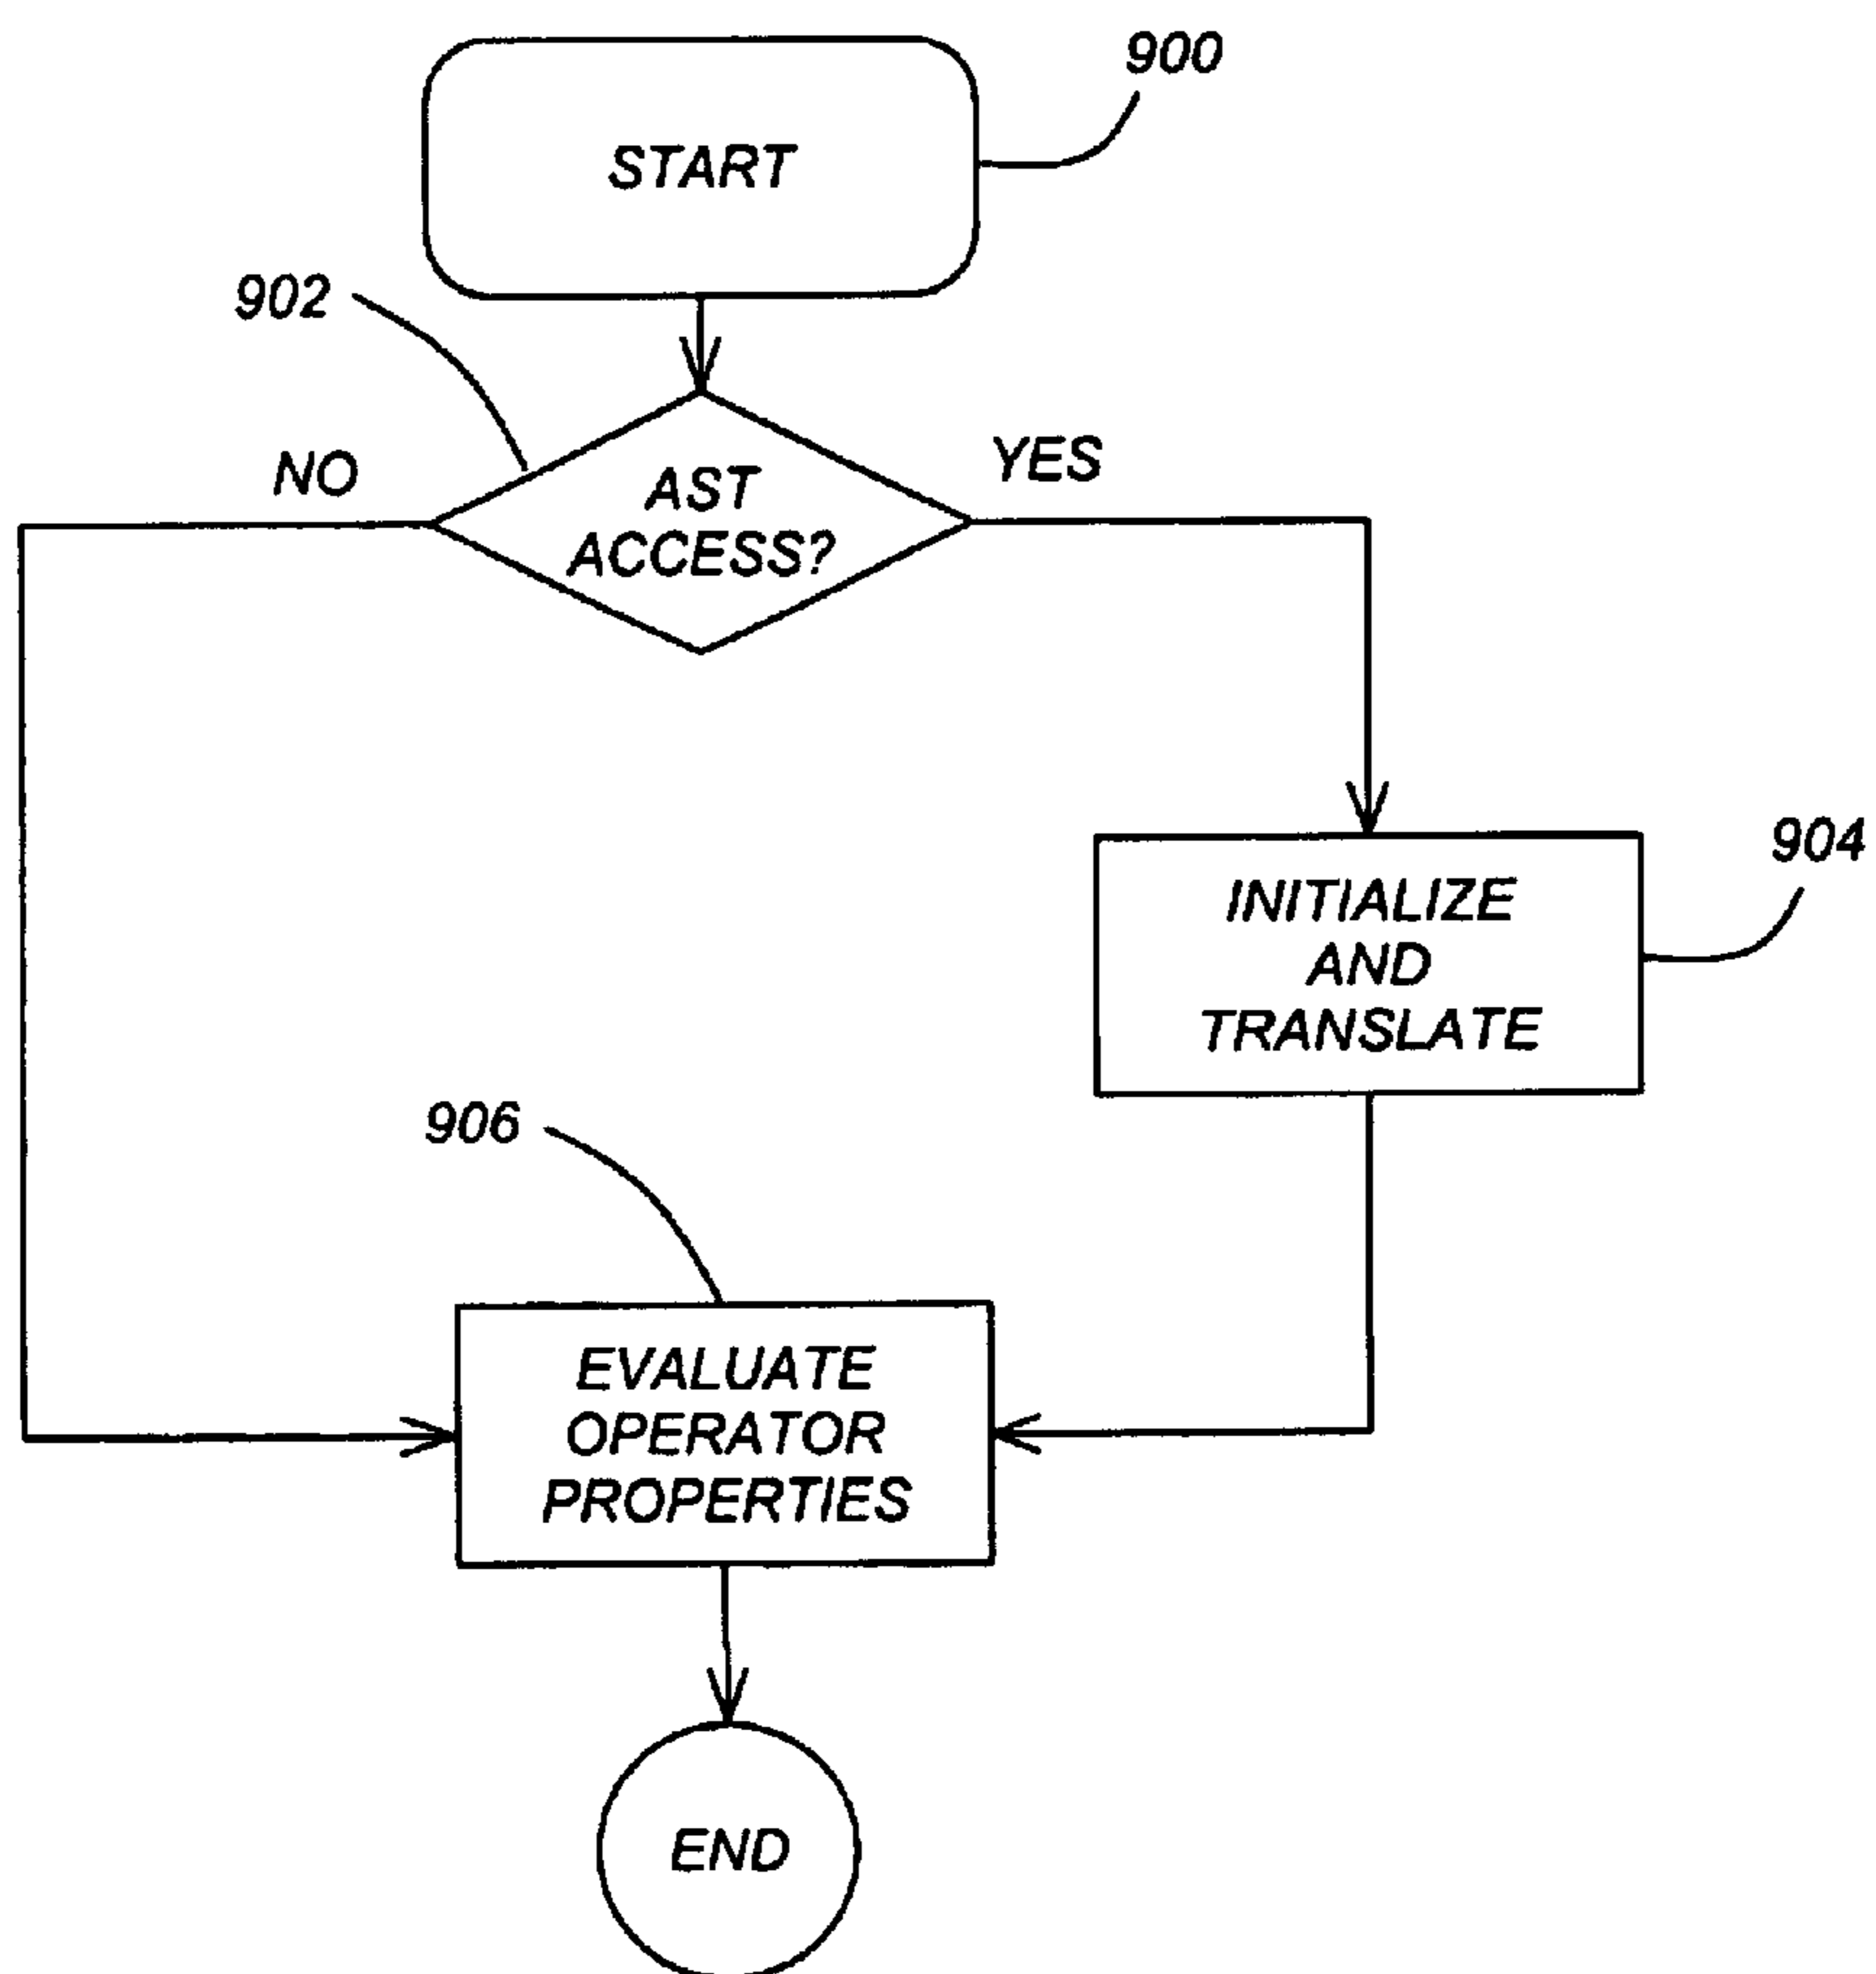 900
START
902
NO
AST
ACCESS?
YES
904
INITIALIZE
AND
TRANSLATE
906
EVALUATE
OPERATOR
PROPERTIES
END